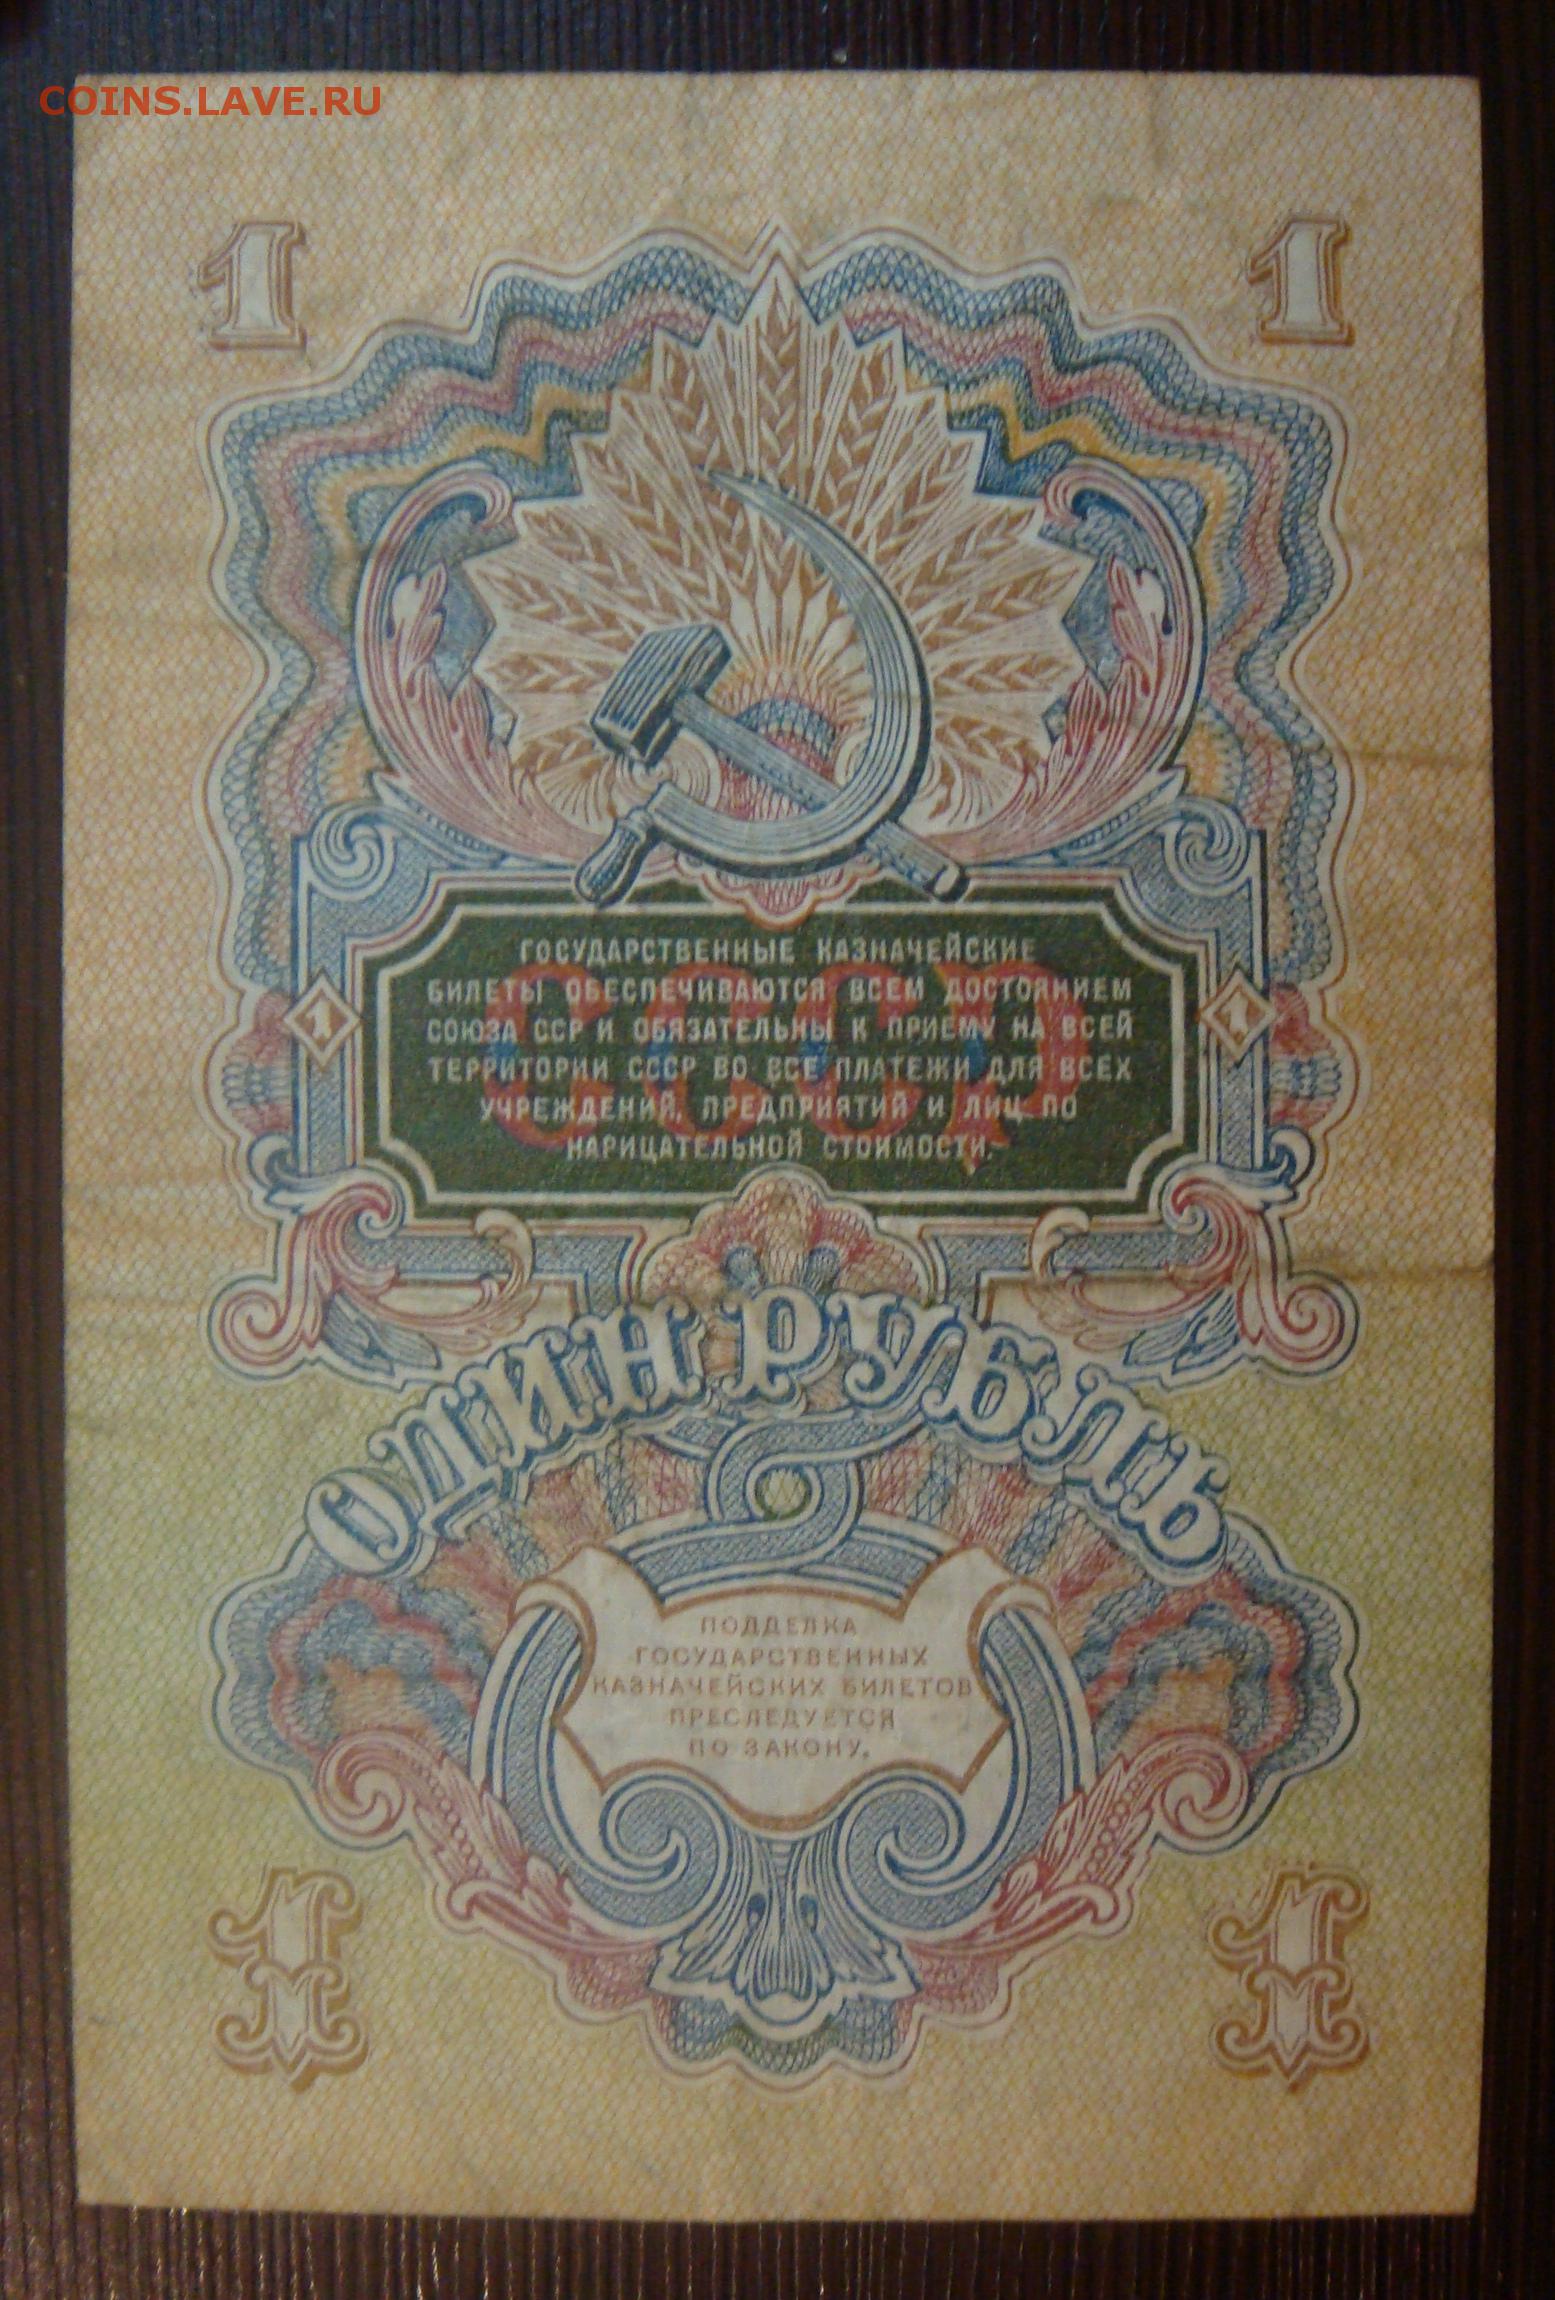 COINS.LAVE.RU
1
1
ГОСУДАРСТВЕННЫЕ КАЗНАЧЕЙСКИЕ
БИЛЕТЫ ОБЕСПЕЧИВАЮТСЯ ВСЕМ ДОСТОЯНИЕМ
СОЮЗА ССР И ОБЯЗАТЕЛЬНЫ К ПРИЕМУ НА ВСЕЙ
ТЕРРИТОРИИ СССР ВО ВСЕ ПЛАТЕЖИ ДЛЯ ВСЕХ
УЧРЕЖДЕНИЙ, ПРЕДПРИЯТИЙ И ЛИЦ ПО
НАРИЦАТЕЛЬНОЙ СТОИМОСТИ.
СССР
1
1
ОДИН РУБЛЬ
ПОДДЕЛКА
ГОСУДАРСТВЕННЫХ
КАЗНАЧЕЙСКИХ БИЛЕТОВ
ПРЕСЛЕДУЕТСЯ
ПО ЗАКОНУ.
1
1